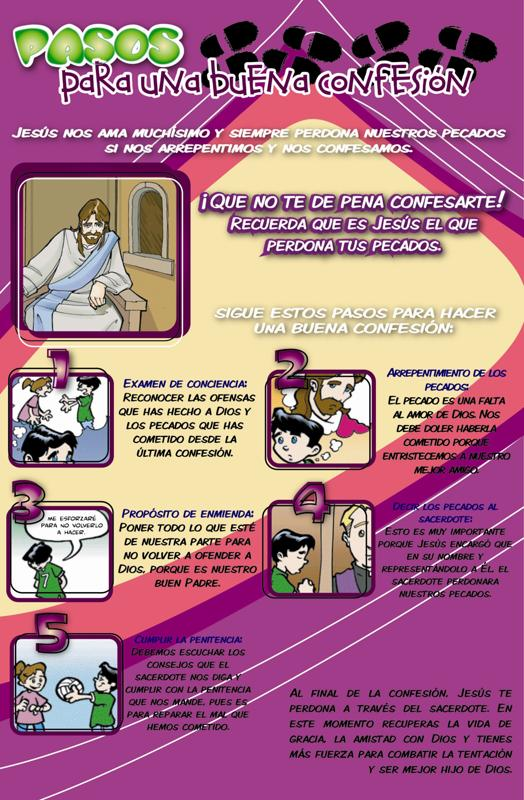 PASOS
PARA UNA BUENA CONFESIÓN
JESÚS NOS AMA MUCHÍSIMO Y SIEMPRE PERDONA NUESTROS PECADOS
SI NOS ARREPENTIMOS Y NOS CONFESAMOS.
¡QUE NO TE DE PENA CONFESARTE!
RECUERDA QUE ES JESÚS EL QUE
PERDONA TUS PECADOS.
SIGUE ESTOS PASOS PARA HACER
UNA BUENA CONFESIÓN:
1
EXAMEN DE CONCIENCIA:
RECONOCER LAS OFENSAS
QUE HAS HECHO A DIOS Y
LOS PECADOS QUE HAS
COMETIDO DESDE LA
ÚLTIMA CONFESIÓN.
2
ARREPENTIMIENTO DE LOS
PECADOS:
EL PECADO ES UNA FALTA
AL AMOR DE DIOS. NOS
DEBE DOLER HABERLA
COMETIDO PORQUE
ENTRISTECEMOS A NUESTRO
MEJOR AMIGO.
3
ME ESFORZARÉ
PARA NO VOLVERLO
A HACER.
7
PROPÓSITO DE ENMIENDA:
PONER TODO LO QUE ESTÉ
DE NUESTRA PARTE PARA
NO VOLVER A OFENDER A
DIOS, PORQUE ES NUESTRO
BUEN PADRE.
4
DECIR LOS PECADOS AL
SACERDOTE:
ESTO ES MUY IMPORTANTE
PORQUE JESÚS ENCARGÓ QUE
EN SU NOMBRE Y
REPRESENTÁNDOLO A ÉL, EL
SACERDOTE PERDONARA
NUESTROS PECADOS.
5
CUMPLIR LA PENITENCIA:
DEBEMOS ESCUCHAR LOS
CONSEJOS QUE EL
SACERDOTE NOS DIGA Y
CUMPLIR CON LA PENITENCIA
QUE NOS MANDE, PUES ES
PARA REPARAR EL MAL QUE
HEMOS COMETIDO.
AL FINAL DE LA CONFESIÓN, JESÚS TE
PERDONA A TRAVÉS DEL SACERDOTE. EN
ESTE MOMENTO RECUPERAS LA VIDA DE
GRACIA, LA AMISTAD CON DIOS Y TIENES
MÁS FUERZA PARA COMBATIR LA TENTACIÓN
Y SER MEJOR HIJO DE DIOS.